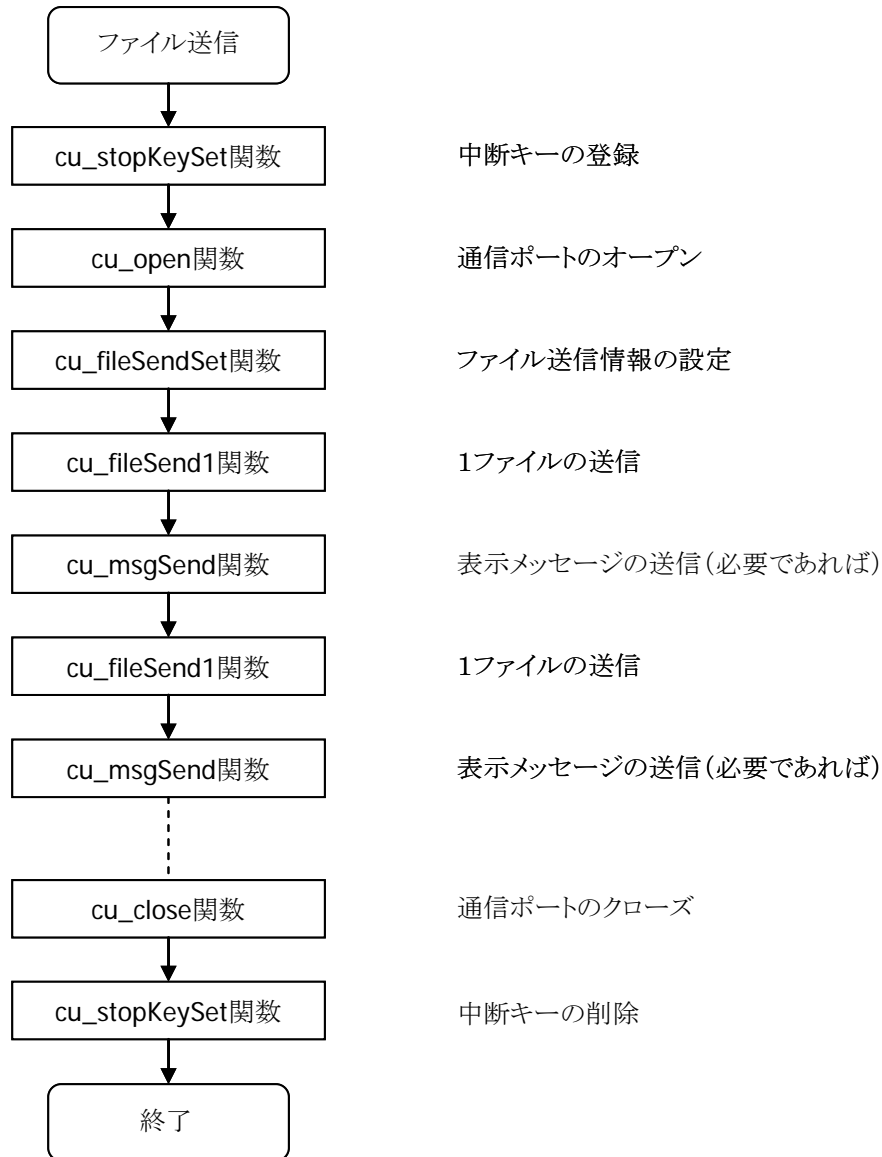 ファイル送信
cu_stopKeySet関数 中断キーの登録
cu_open関数 通信ポートのオープン
cu_fileSendSet関数 ファイル送信情報の設定
cu_fileSend1関数 1ファイルの送信
cu_msgSend関数 表示メッセージの送信(必要であれば)
cu_fileSend1関数 1ファイルの送信
cu_msgSend関数 表示メッセージの送信(必要であれば)
cu_close関数 通信ポートのクローズ
cu_stopKeySet関数 中断キーの削除
終了